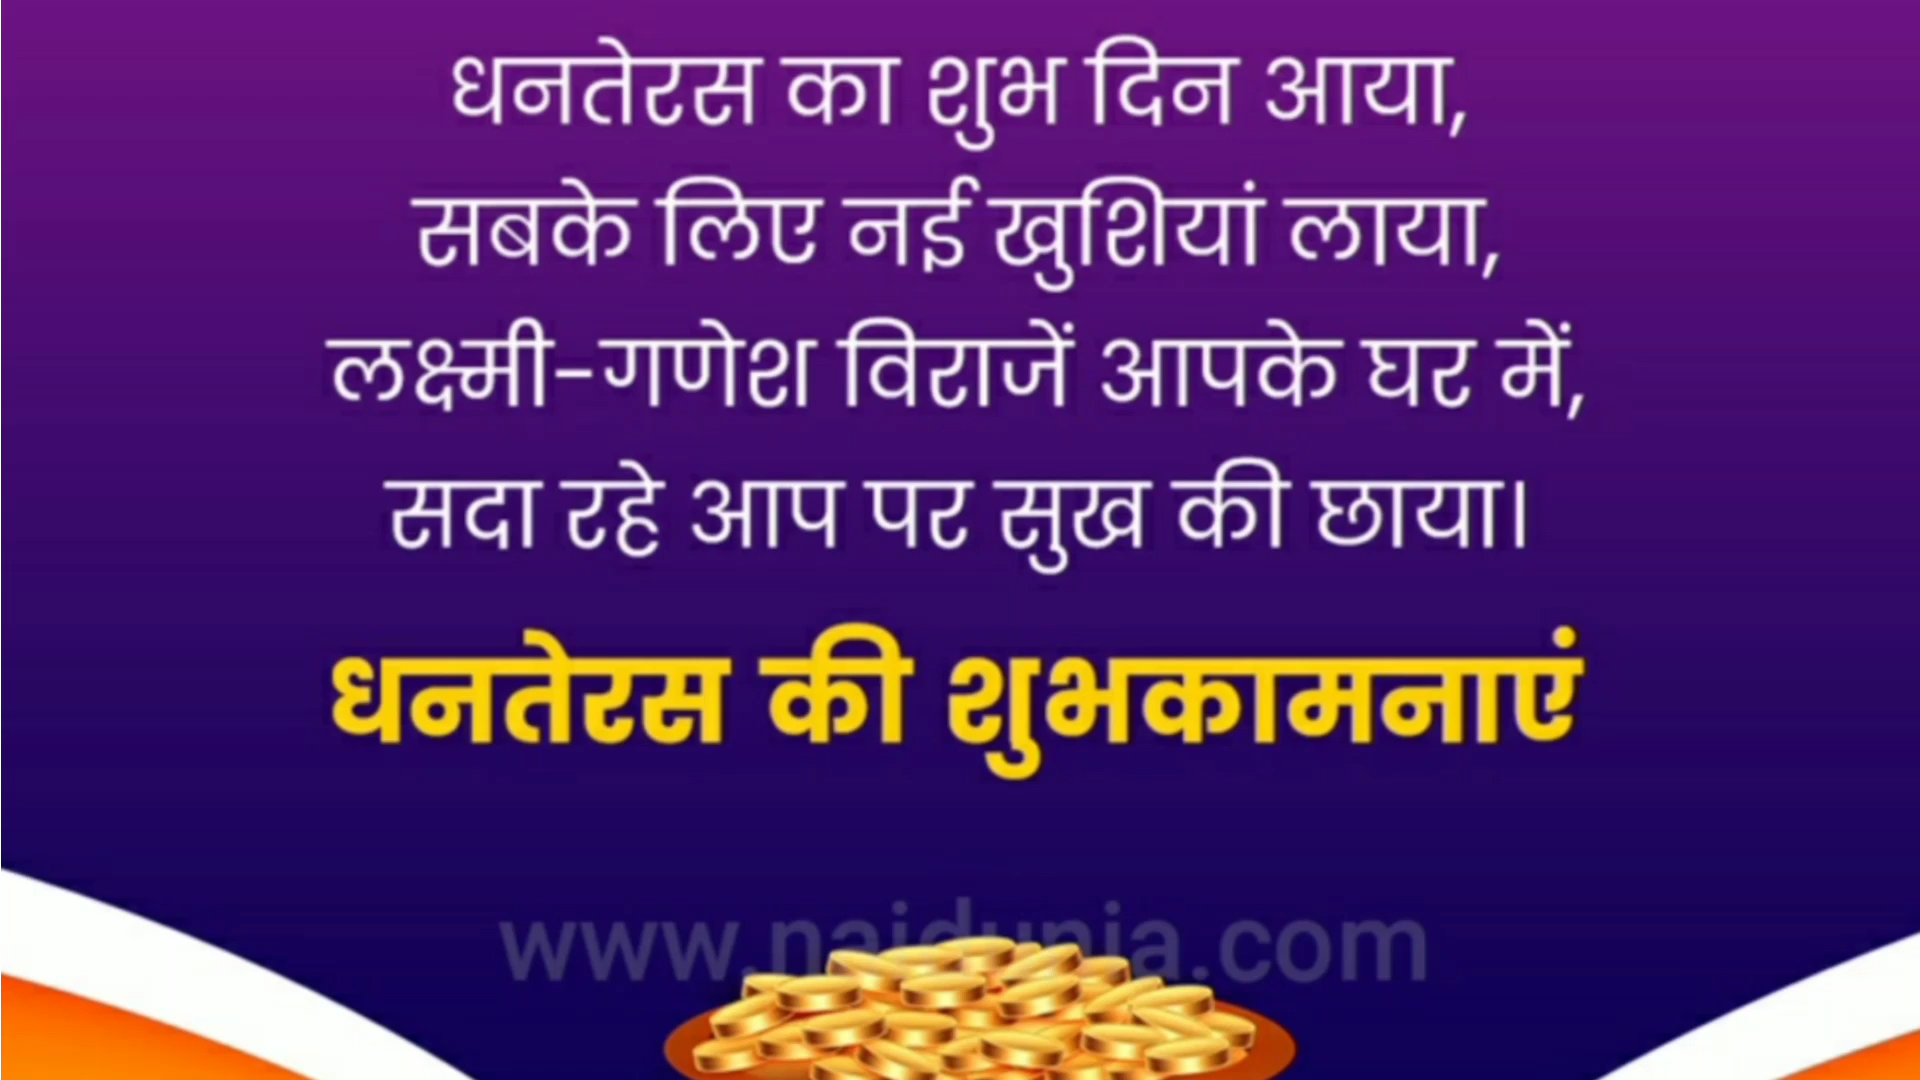 धनतेरस का शुभ दिन आया,
सबके लिए नई खुशियां लाया,
लक्ष्मी-गणेश विराजें आपके घर में,
सदा रहे आप पर सुख की छाया।
धनतेरस की शुभकामनाएं
www.naidunia.com